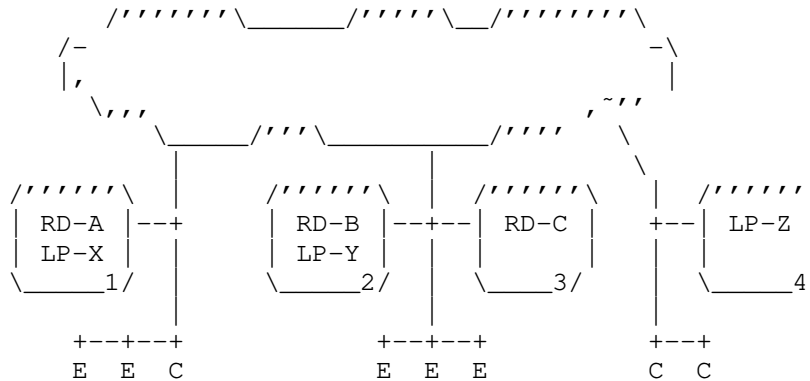 RD-A RD-B RD-C LP-Z
LP-X LP-Y
1 2 3 4
E E C E E E C C